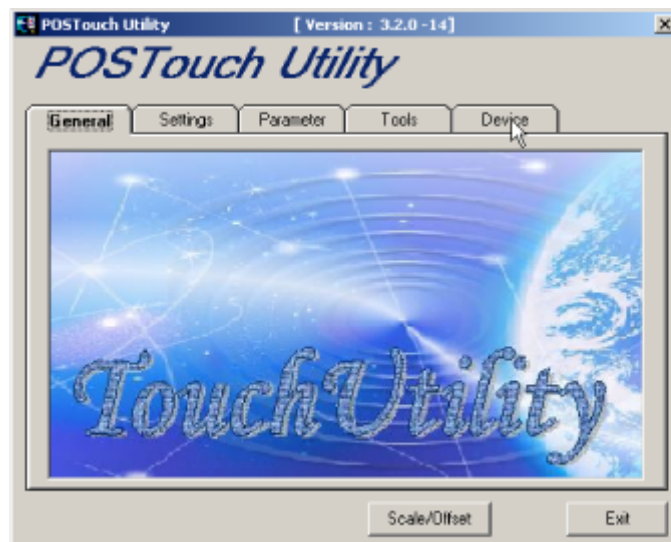 POSTouch Utility [ Version : 3.2.0 -14]
POSTouch Utility
General Settings Parameter Tools Device
TouchUtility
Scale/Offset Exit